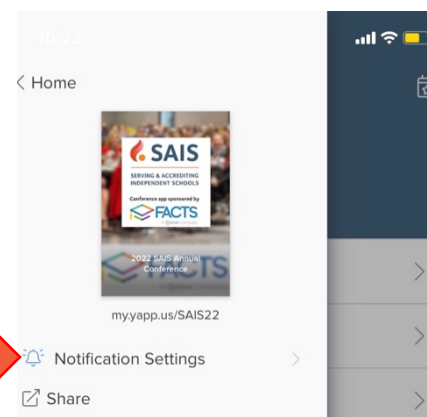 10:23
< Home
SAIS
SERVING & ACCREDITING
INDEPENDENT SCHOOLS
Conference app sponsored by
FACTS
2022 SAIS Annual
Conference
FACTS
my.yapp.us/SAIS22
Notification Settings
Share